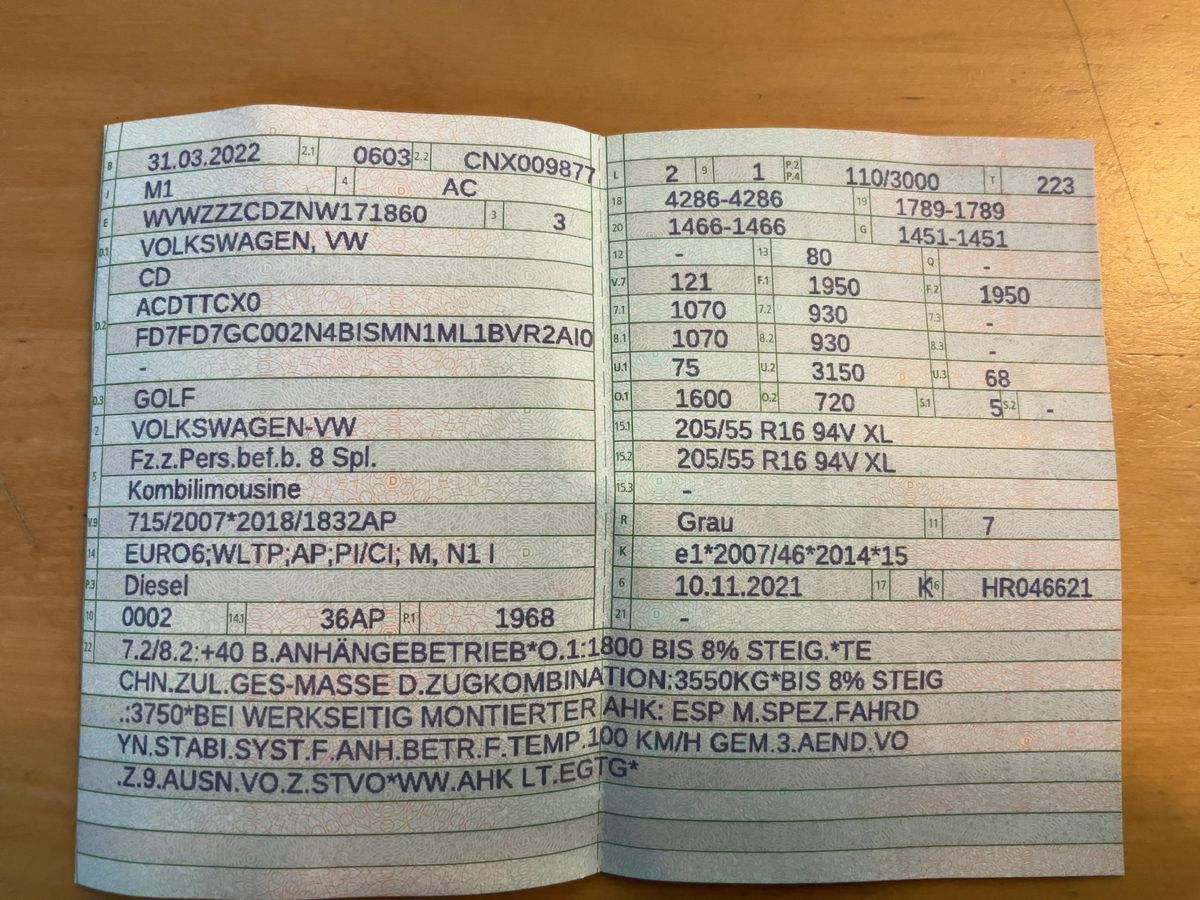 B 31.03.2022 2.1 0603 2.2 CNX009877
J M1 4 AC
E WVWZZZCDZNW171860 3 3
D.1 VOLKSWAGEN, VW
CD
D.2 ACDTTCX0
FD7FD7GC002N4BISMN1ML1BVR2AI0
-
D.3 GOLF
2 VOLKSWAGEN-VW
5 Fz.z.Pers.bef.b. 8 Spl.
Kombilimousine
V.9 715/2007*2018/1832AP
14 EURO6;WLTP;AP;PI/CI; M, N1 I
P.3 Diesel
10 0002 14.1 36AP P.1 1968
L 2 9 1 P.2 P.4 110/3000 T 223
18 4286-4286 19 1789-1789
20 1466-1466 G 1451-1451
12 - 13 80 Q -
V.7 121 F.1 1950 F.2 1950
7.1 1070 7.2 930 7.3 -
8.1 1070 8.2 930 8.3 -
U.1 75 U.2 3150 U.3 68
O.1 1600 O.2 720 S.1 5 S.2 -
15.1 205/55 R16 94V XL
15.2 205/55 R16 94V XL
15.3 -
R Grau 11 7
K e1*2007/46*2014*15
6 10.11.2021 17 K 16 HR046621
21 -
22 7.2/8.2:+40 B.ANHÄNGEBETRIEB*O.1:1800 BIS 8% STEIG.*TE
CHN.ZUL.GES-MASSE D.ZUGKOMBINATION:3550KG*BIS 8% STEIG
.:3750*BEI WERKSEITIG MONTIERTER AHK: ESP M.SPEZ.FAHRD
YN.STABI.SYST.F.ANH.BETR.F.TEMP.100 KM/H GEM.3.AEND.VO
.Z.9.AUSN.VO.Z.STVO*WW.AHK LT.EGTG*